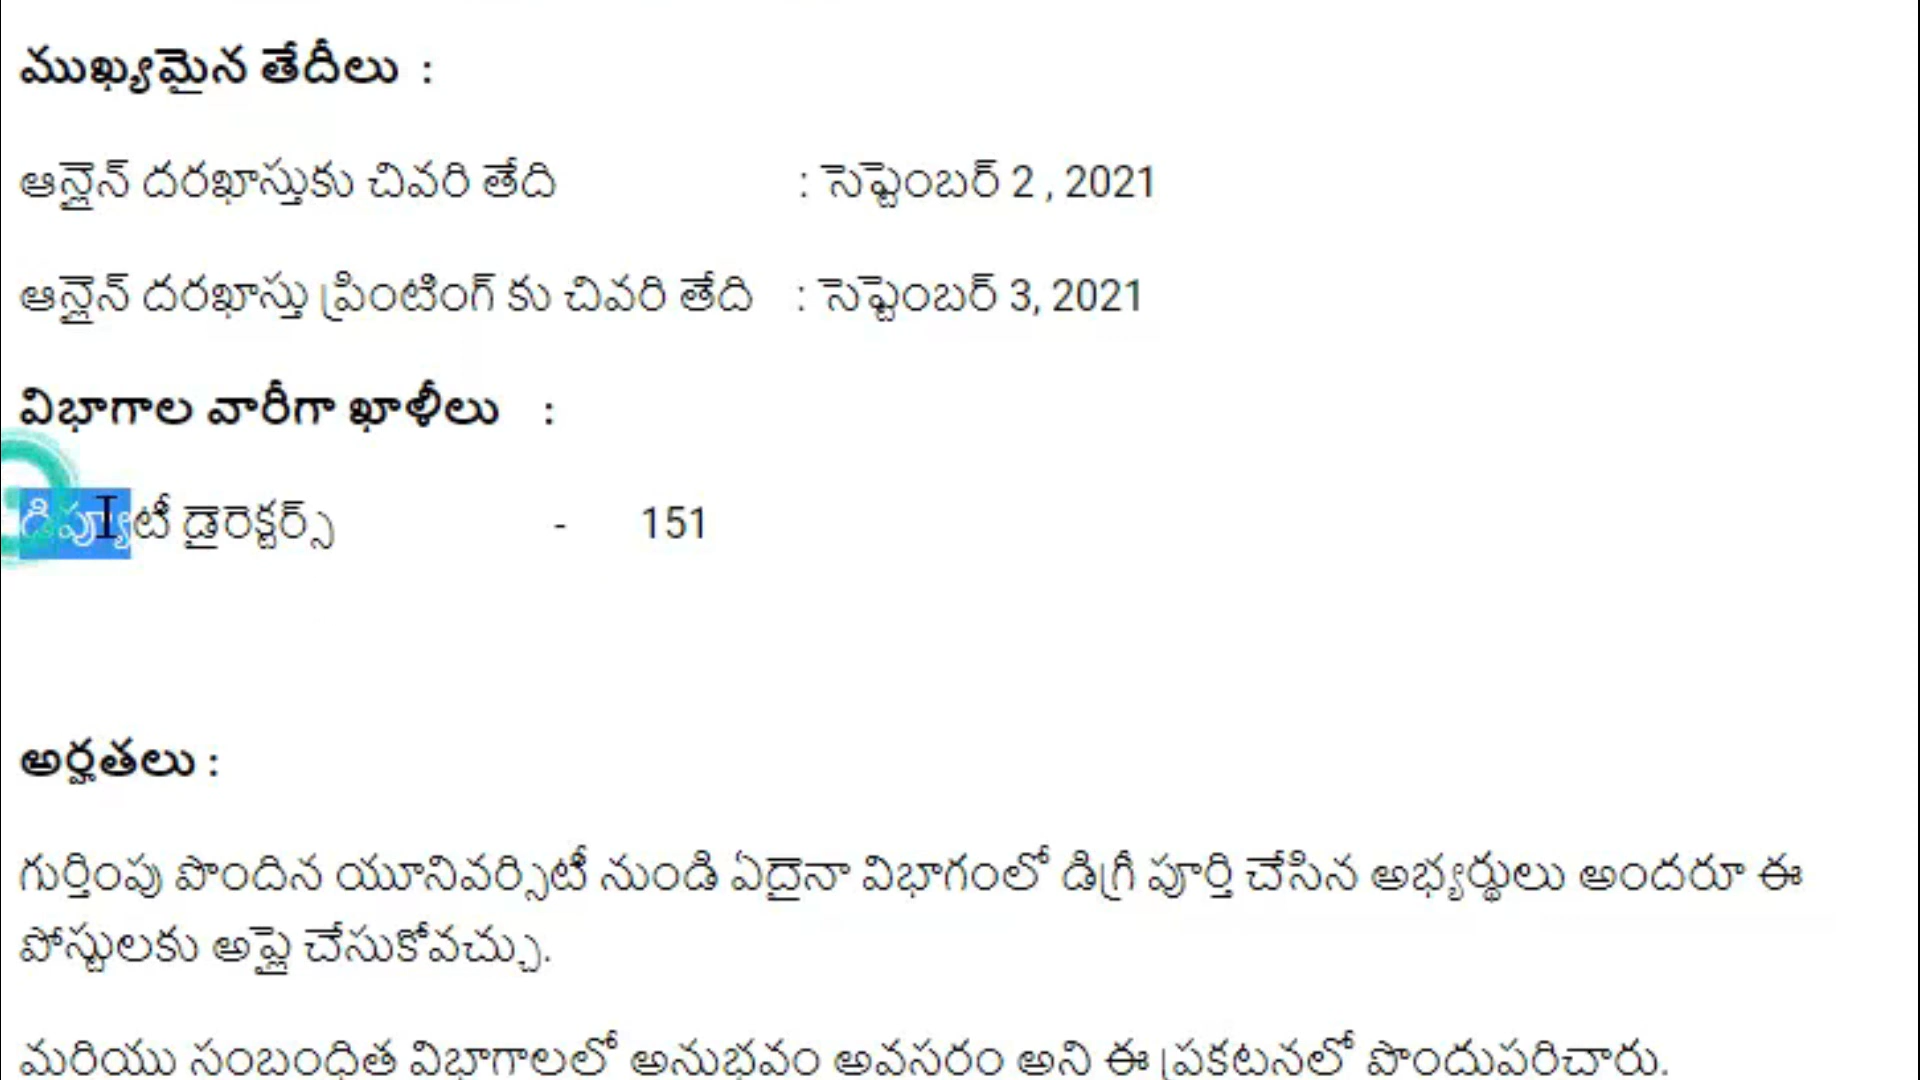 ముఖ్యమైన తేదీలు :
ఆన్లైన్ దరఖాస్తుకు చివరి తేది : సెప్టెంబర్ 2 , 2021
ఆన్లైన్ దరఖాస్తు ప్రింటింగ్ కు చివరి తేది : సెప్టెంబర్ 3, 2021
విభాగాల వారీగా ఖాళీలు :
డిప్యూటీ డైరెక్టర్స్ - 151
అర్హతలు :
గుర్తింపు పొందిన యూనివర్సిటీ నుండి ఏదైనా విభాగంలో డిగ్రీ పూర్తి చేసిన అభ్యర్థులు అందరూ ఈ
పోస్టులకు అప్లై చేసుకోవచ్చు.
మరియు సంబంధిత విభాగాలలో అనుభవం అవసరం అని ఈ ప్రకటనలో పొందుపరిచారు.